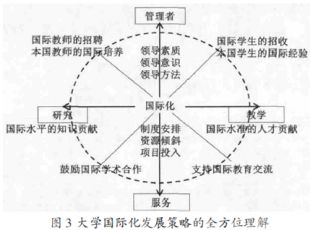 管理者
国际教师的招聘
本国教师的国际培养
领导素质
领导意识
领导方法
国际学生的招收
本国学生的国际经验
研究
国际化
教学
国际水平的知识贡献
制度安排
资源倾斜
项目投入
国际水准的人才贡献
鼓励国际学术合作
支持国际教育交流
服务
图3 大学国际化发展策略的全方位理解